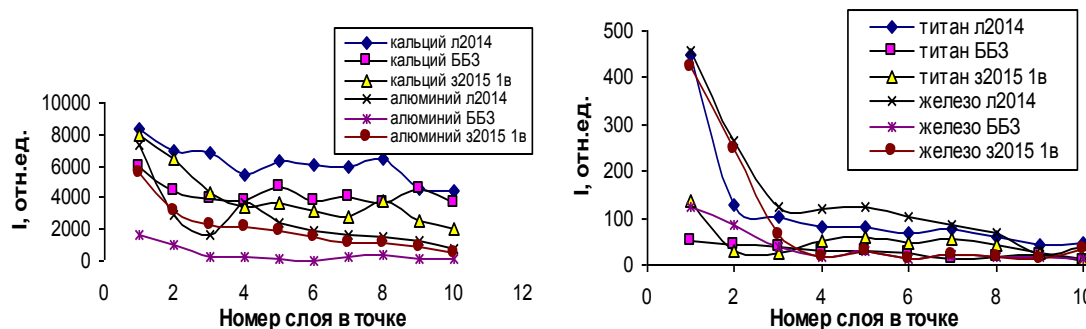 кальций л2014
кальций ББЗ
кальций з2015 1в
алюминий л2014
алюминий ББЗ
алюминий з2015 1в
10000
8000
6000
4000
2000
0
I, отн.ед.
0 2 4 6 8 10 12
Номер слоя в точке
титан л2014
титан ББЗ
титан з2015 1в
железо л2014
железо ББЗ
железо з2015 1в
500
400
300
200
100
0
I, отн.ед.
0 2 4 6 8 10
Номер слоя в точке